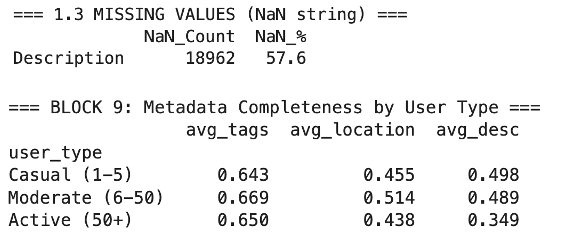 === 1.3 MISSING VALUES (NaN string) ===
NaN_Count NaN_%
Description 18962 57.6
=== BLOCK 9: Metadata Completeness by User Type ===
avg_tags avg_location avg_desc
user_type
Casual (1-5) 0.643 0.455 0.498
Moderate (6-50) 0.669 0.514 0.489
Active (50+) 0.650 0.438 0.349